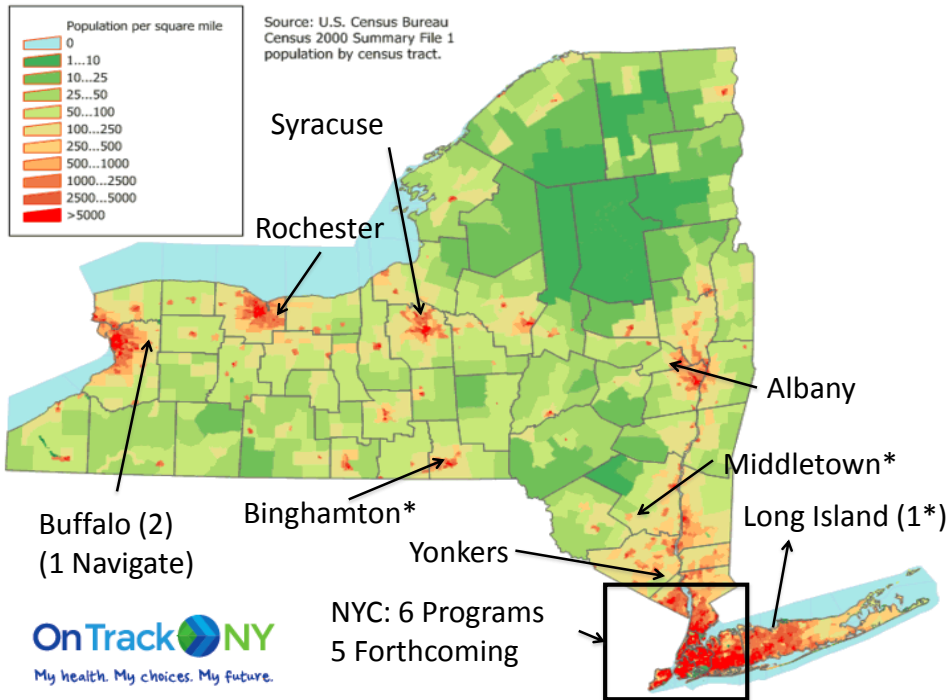 Population per square mile
0
1...10
10...25
25...50
50...100
100...250
250...500
500...1000
1000...2500
2500...5000
>5000
Source: U.S. Census Bureau
Census 2000 Summary File 1
population by census tract.
Syracuse
Rochester
Albany
Middletown*
Binghamton*
Long Island (1*)
Buffalo (2)
(1 Navigate)
Yonkers
NYC: 6 Programs
5 Forthcoming
OnTrack NY
My health. My choices. My future.